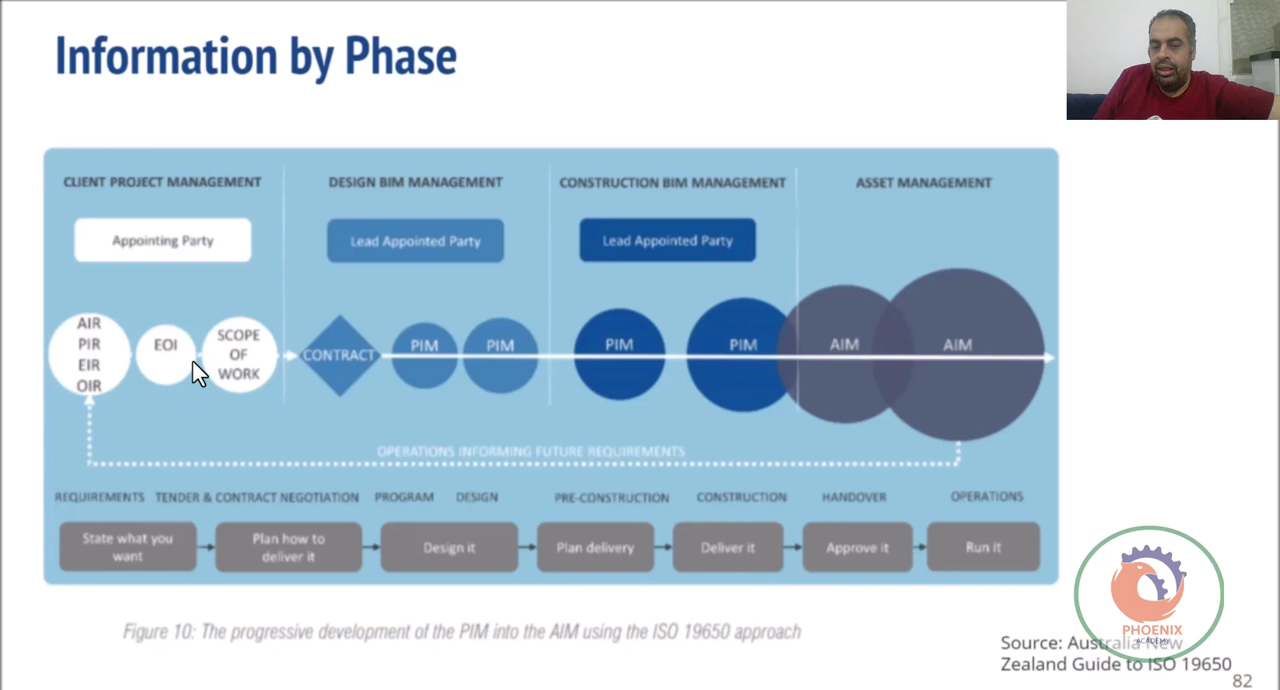 Information by Phase
CLIENT PROJECT MANAGEMENT
DESIGN BIM MANAGEMENT
CONSTRUCTION BIM MANAGEMENT
ASSET MANAGEMENT
Appointing Party
Lead Appointed Party
Lead Appointed Party
AIR
PIR
EIR
OIR
EOI
SCOPE
OF
WORK
CONTRACT
PIM
PIM
PIM
PIM
AIM
AIM
OPERATIONS INFORMING FUTURE REQUIREMENTS
REQUIREMENTS
TENDER & CONTRACT NEGOTIATION
PROGRAM
DESIGN
PRE-CONSTRUCTION
CONSTRUCTION
HANDOVER
OPERATIONS
State what you
want
Plan how to
deliver it
Design it
Plan delivery
Deliver it
Approve it
Run it
Figure 10: The progressive development of the PIM into the AIM using the ISO 19650 approach
PHOENIX
ACADEMY
Source: Australia New
Zealand Guide to ISO 19650
82